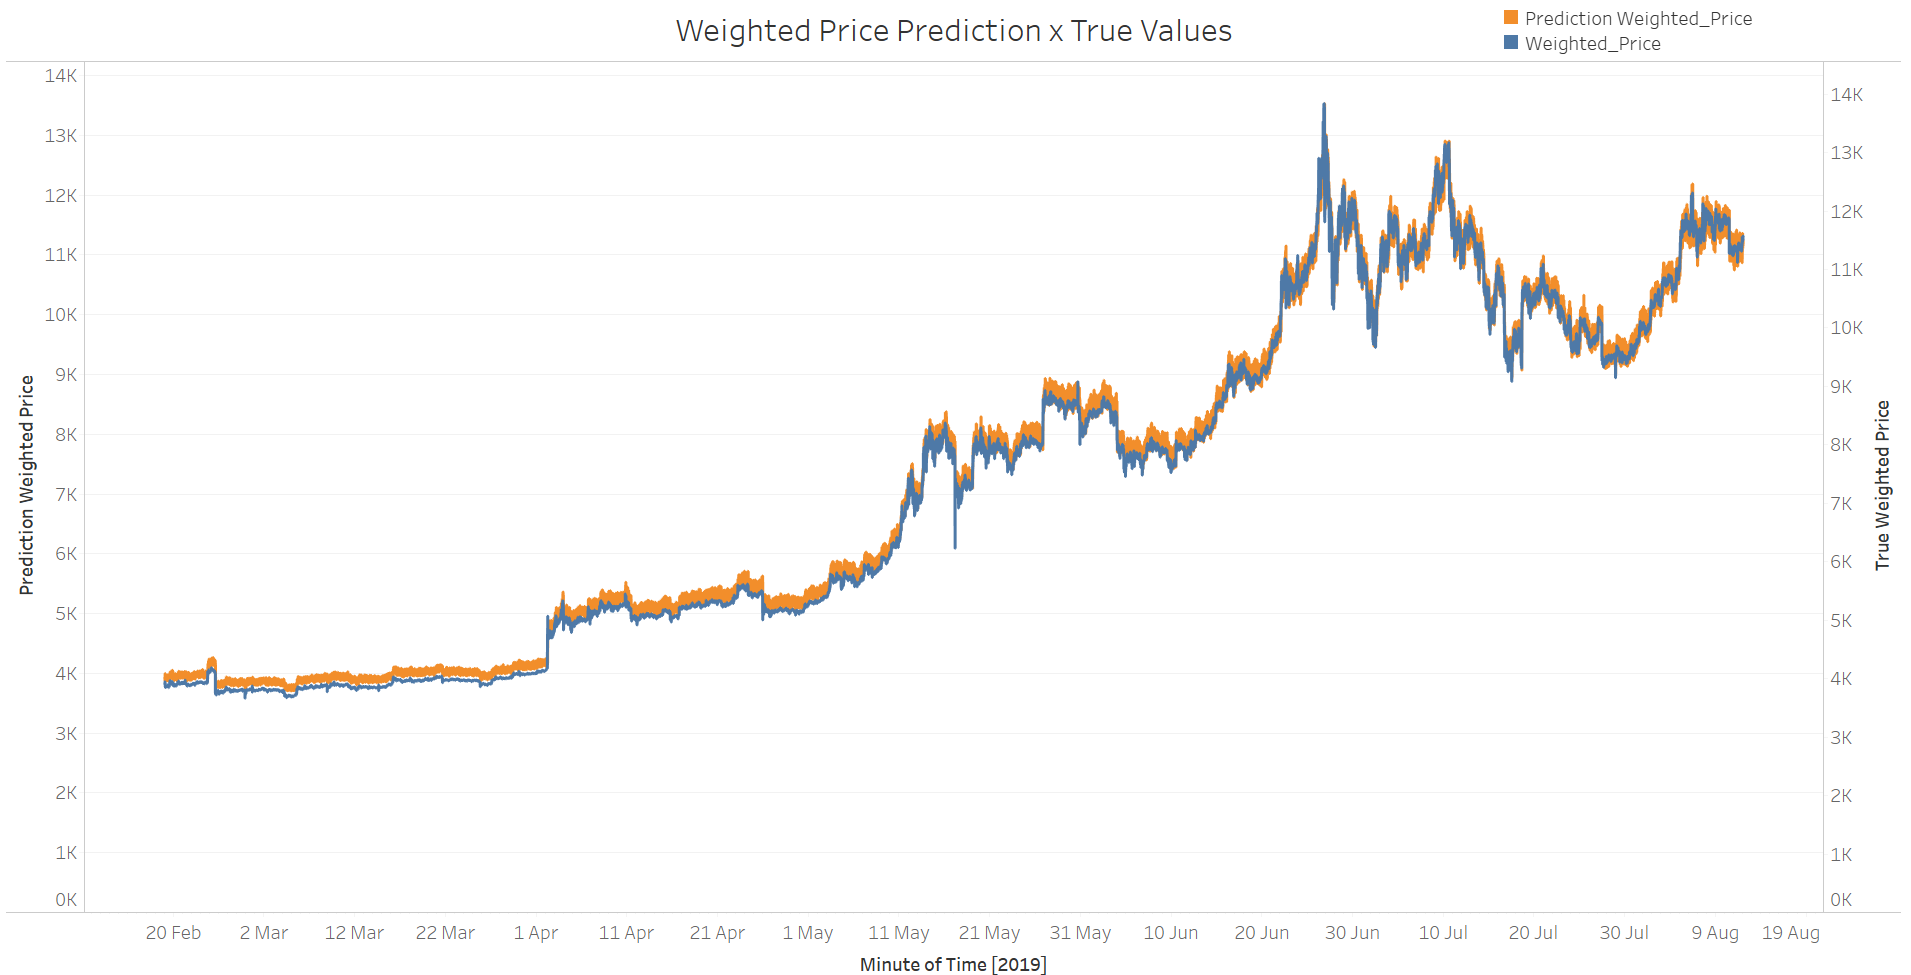 Weighted Price Prediction x True Values
Prediction Weighted_Price
Weighted_Price
Prediction Weighted Price
14K
13K
12K
11K
10K
9K
8K
7K
6K
5K
4K
3K
2K
1K
0K
14K
13K
12K
11K
10K
9K
8K
7K
6K
5K
4K
3K
2K
1K
0K
True Weighted Price
20 Feb 2 Mar 12 Mar 22 Mar 1 Apr 11 Apr 21 Apr 1 May 11 May 21 May 31 May 10 Jun 20 Jun 30 Jun 10 Jul 20 Jul 30 Jul 9 Aug 19 Aug
Minute of Time [2019]